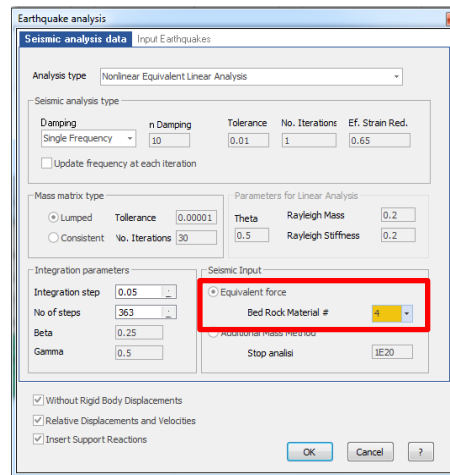 Earthquake analysis
Seismic analysis data Input Earthquakes
Analysis type Nonlinear Equivalent Linear Analysis
Seismic analysis type
Damping n Damping Tolerance No. Iterations Ef. Strain Red.
Single Frequency 10 0.01 1 0.65
Update frequency at each iteration
Mass matrix type Parameters for Linear Analysis
Lumped Tollerance 0.00001 Theta Rayleigh Mass 0.2
Consistent No. Iterations 30 0.5 Rayleigh Stiffness 0.2
Integration parameters Seismic Input
Integration step 0.05 Equivalent force
No of steps 363 Bed Rock Material # 4
Beta 0.25 Additional Mass Method
Gamma 0.5 Stop analisi 1E20
Without Rigid Body Displacements
Relative Displacements and Velocities
Insert Support Reactions
OK Cancel ?